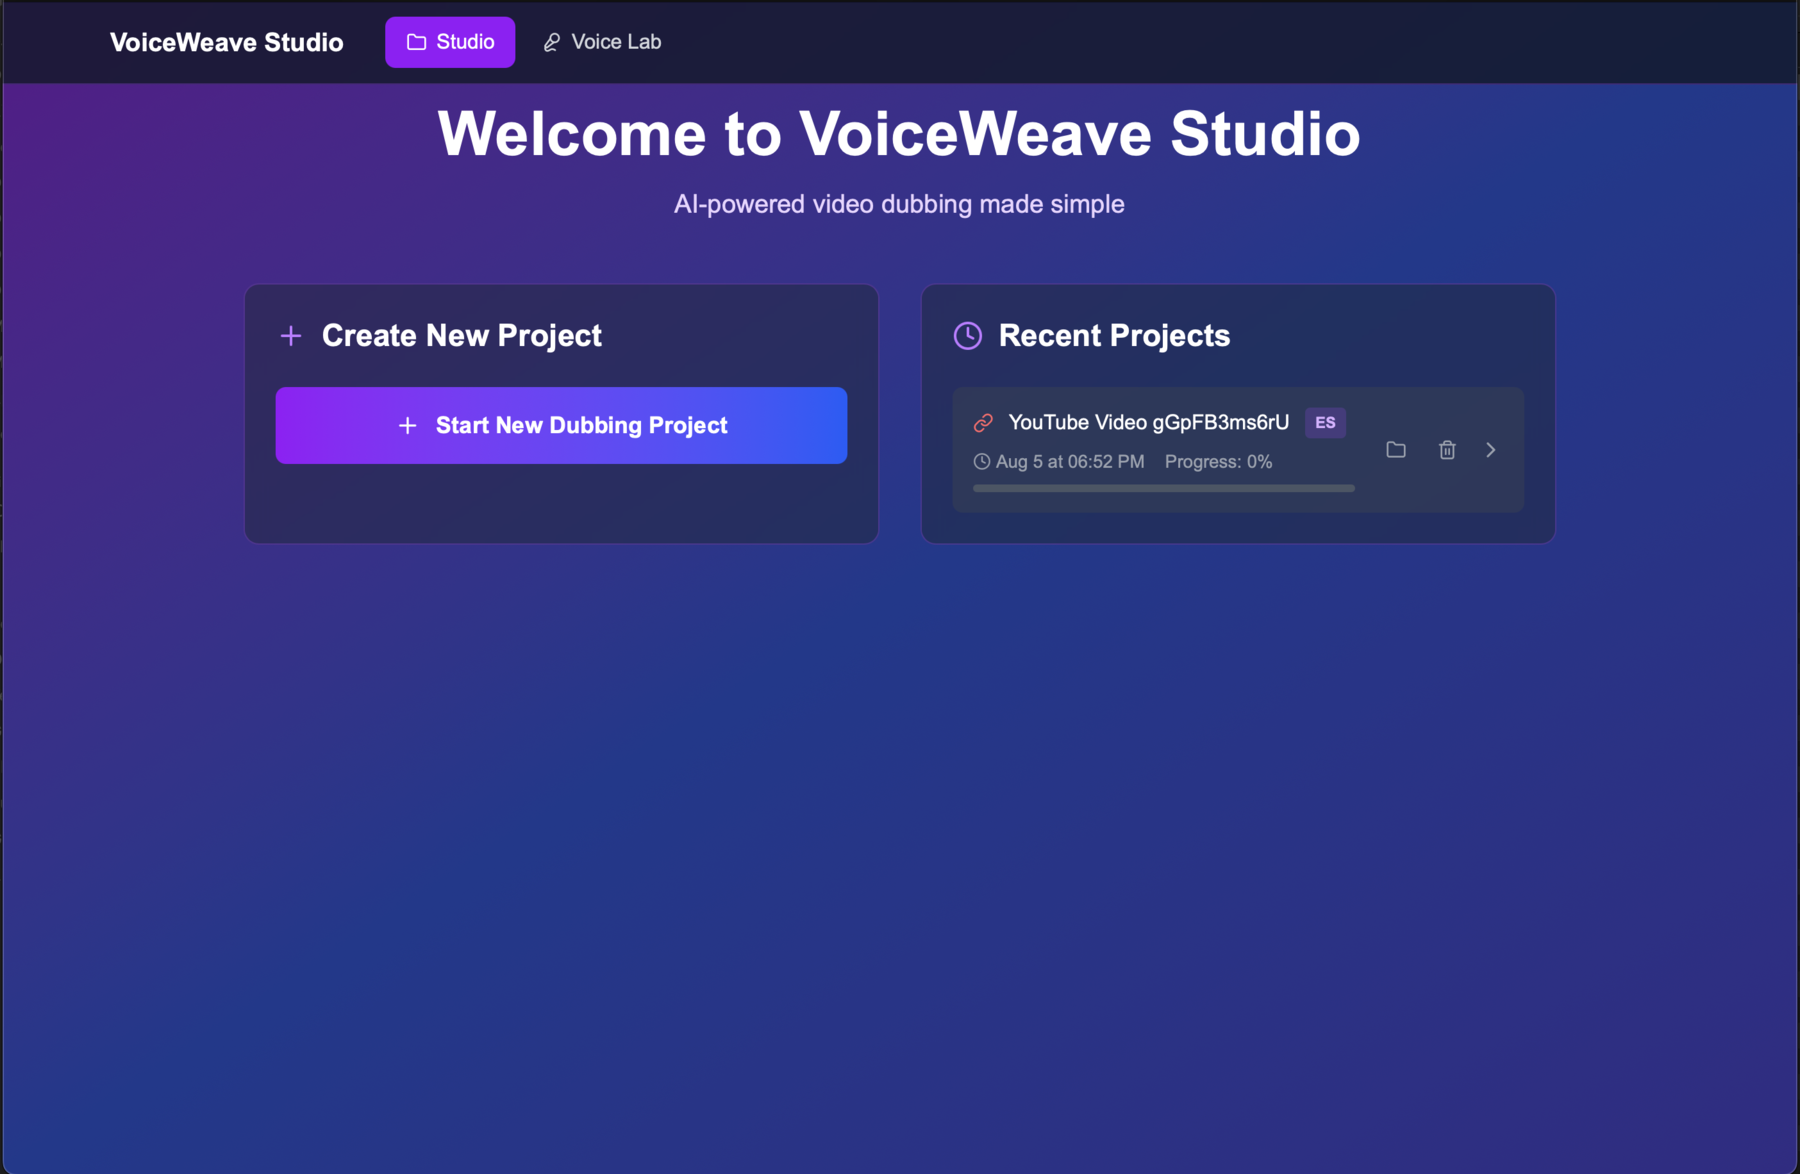 VoiceWeave Studio
Studio
Voice Lab
Welcome to VoiceWeave Studio
AI-powered video dubbing made simple
Create New Project
Start New Dubbing Project
Recent Projects
YouTube Video gGpFB3ms6rU ES
Aug 5 at 06:52 PM Progress: 0%